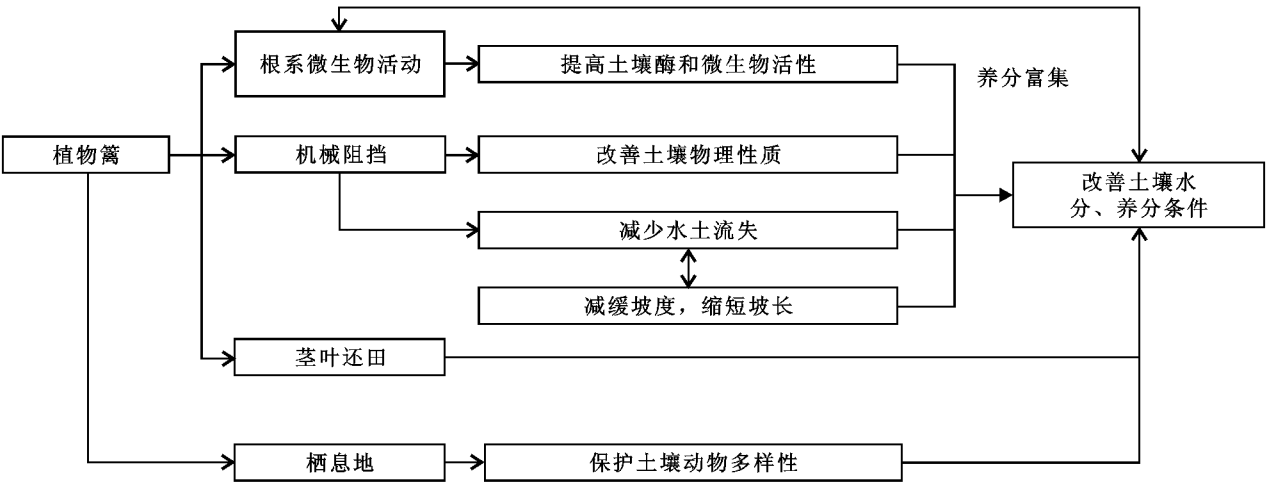 根系微生物活动
提高土壤酶和微生物活性
养分富集
植物篱
机械阻挡
改善土壤物理性质
改善土壤水
分、养分条件
减少水土流失
减缓坡度，缩短坡长
茎叶还田
栖息地
保护土壤动物多样性